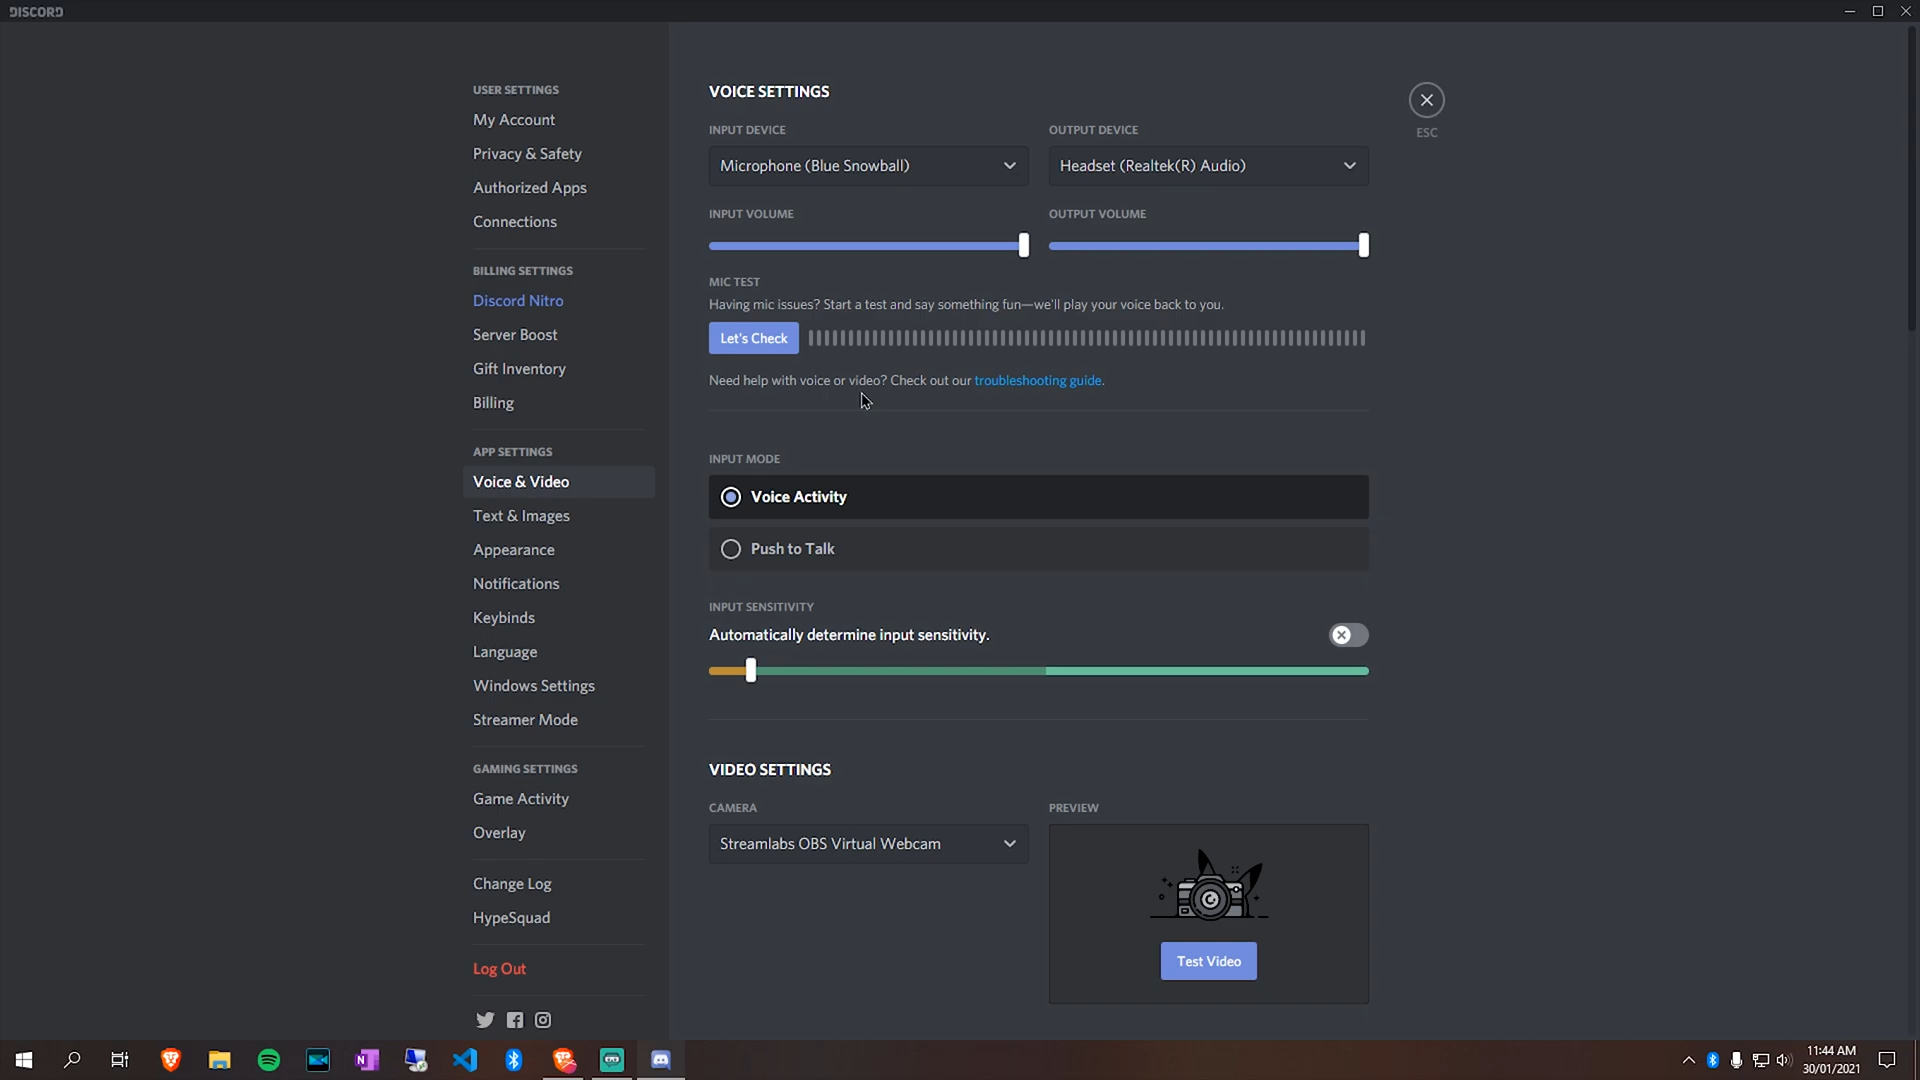 DISCORD
USER SETTINGS
My Account
Privacy & Safety
Authorized Apps
Connections
BILLING SETTINGS
Discord Nitro
Server Boost
Gift Inventory
Billing
APP SETTINGS
Voice & Video
Text & Images
Appearance
Notifications
Keybinds
Language
Windows Settings
Streamer Mode
GAMING SETTINGS
Game Activity
Overlay
Change Log
HypeSquad
Log Out
VOICE SETTINGS
INPUT DEVICE
Microphone (Blue Snowball)
OUTPUT DEVICE
Headset (Realtek(R) Audio)
INPUT VOLUME
OUTPUT VOLUME
MIC TEST
Having mic issues? Start a test and say something fun—we'll play your voice back to you.
Let's Check
Need help with voice or video? Check out our troubleshooting guide.
INPUT MODE
Voice Activity
Push to Talk
INPUT SENSITIVITY
Automatically determine input sensitivity.
VIDEO SETTINGS
CAMERA
Streamlabs OBS Virtual Webcam
PREVIEW
Test Video
ESC
N
11:44 AM
30/01/2021